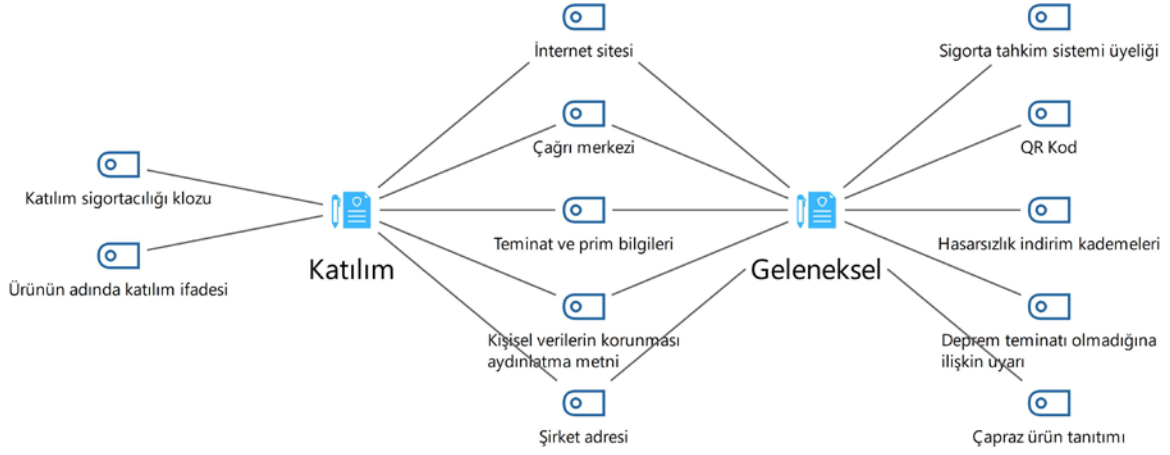 İnternet sitesi
Sigorta tahkim sistemi üyeliği
Çağrı merkezi
QR Kod
Katılım sigortacılığı klozu
Teminat ve prim bilgileri
Hasarsızlık indirim kademeleri
Katılım
Geleneksel
Ürünün adında katılım ifadesi
Kişisel verilerin korunması
aydınlatma metni
Deprem teminatı olmadığına
ilişkin uyarı
Şirket adresi
Çapraz ürün tanıtımı